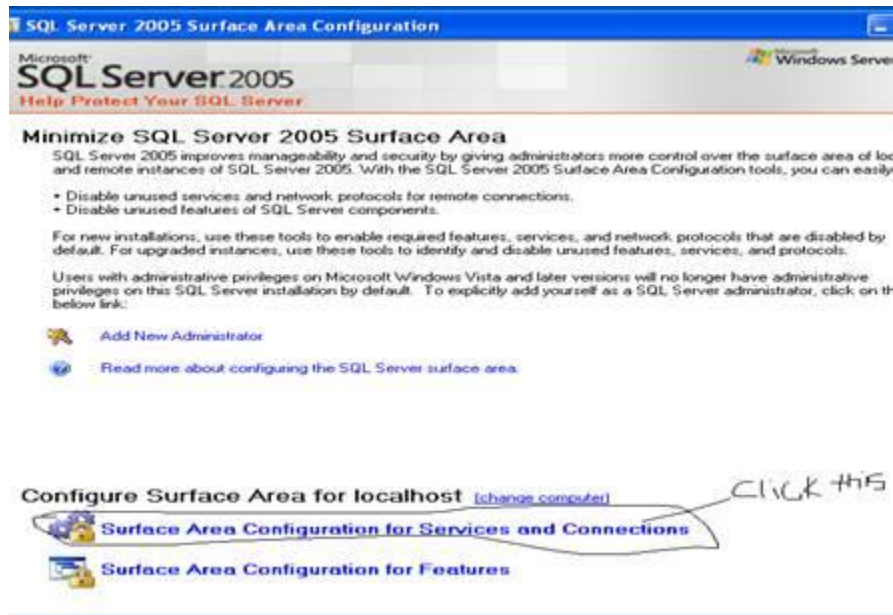 SQL Server 2005 Surface Area Configuration
Microsoft
SQL Server 2005
Windows Server
Help Protect Your SQL Server
Minimize SQL Server 2005 Surface Area
SQL Server 2005 improves manageability and security by giving administrators more control over the surface area of loc
and remote instances of SQL Server 2005. With the SQL Server 2005 Surface Area Configuration tools, you can easily
• Disable unused services and network protocols for remote connections.
• Disable unused features of SQL Server components.
For new installations, use these tools to enable required features, services, and network protocols that are disabled by
default. For upgraded instances, use these tools to identify and disable unused features, services, and protocols.
Users with administrative privileges on Microsoft Windows Vista and later versions will no longer have administrative
privileges on this SQL Server installation by default. To explicitly add yourself as a SQL Server administrator, click on th
below link:
Add New Administrator
Read more about configuring the SQL Server surface area.
Click this
Configure Surface Area for localhost (change computer)
Surface Area Configuration for Services and Connections
Surface Area Configuration for Features